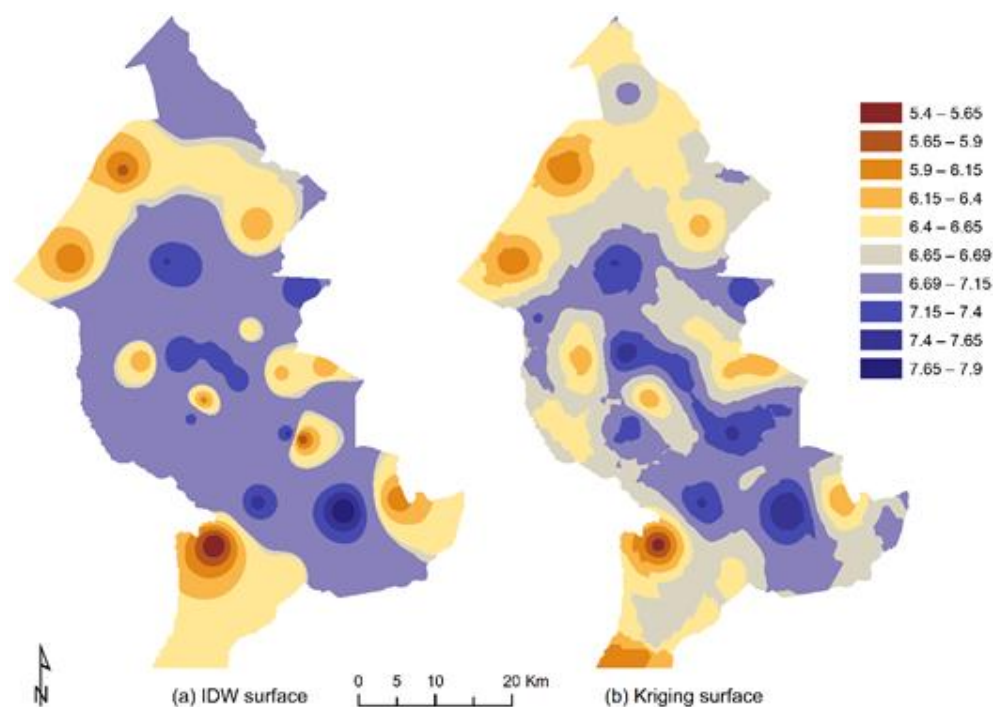 5.4 – 5.65
5.65 – 5.9
5.9 – 6.15
6.15 – 6.4
6.4 – 6.65
6.65 – 6.69
6.69 – 7.15
7.15 – 7.4
7.4 – 7.65
7.65 – 7.9
N
(a) IDW surface
0 5 10 20 Km
(b) Kriging surface